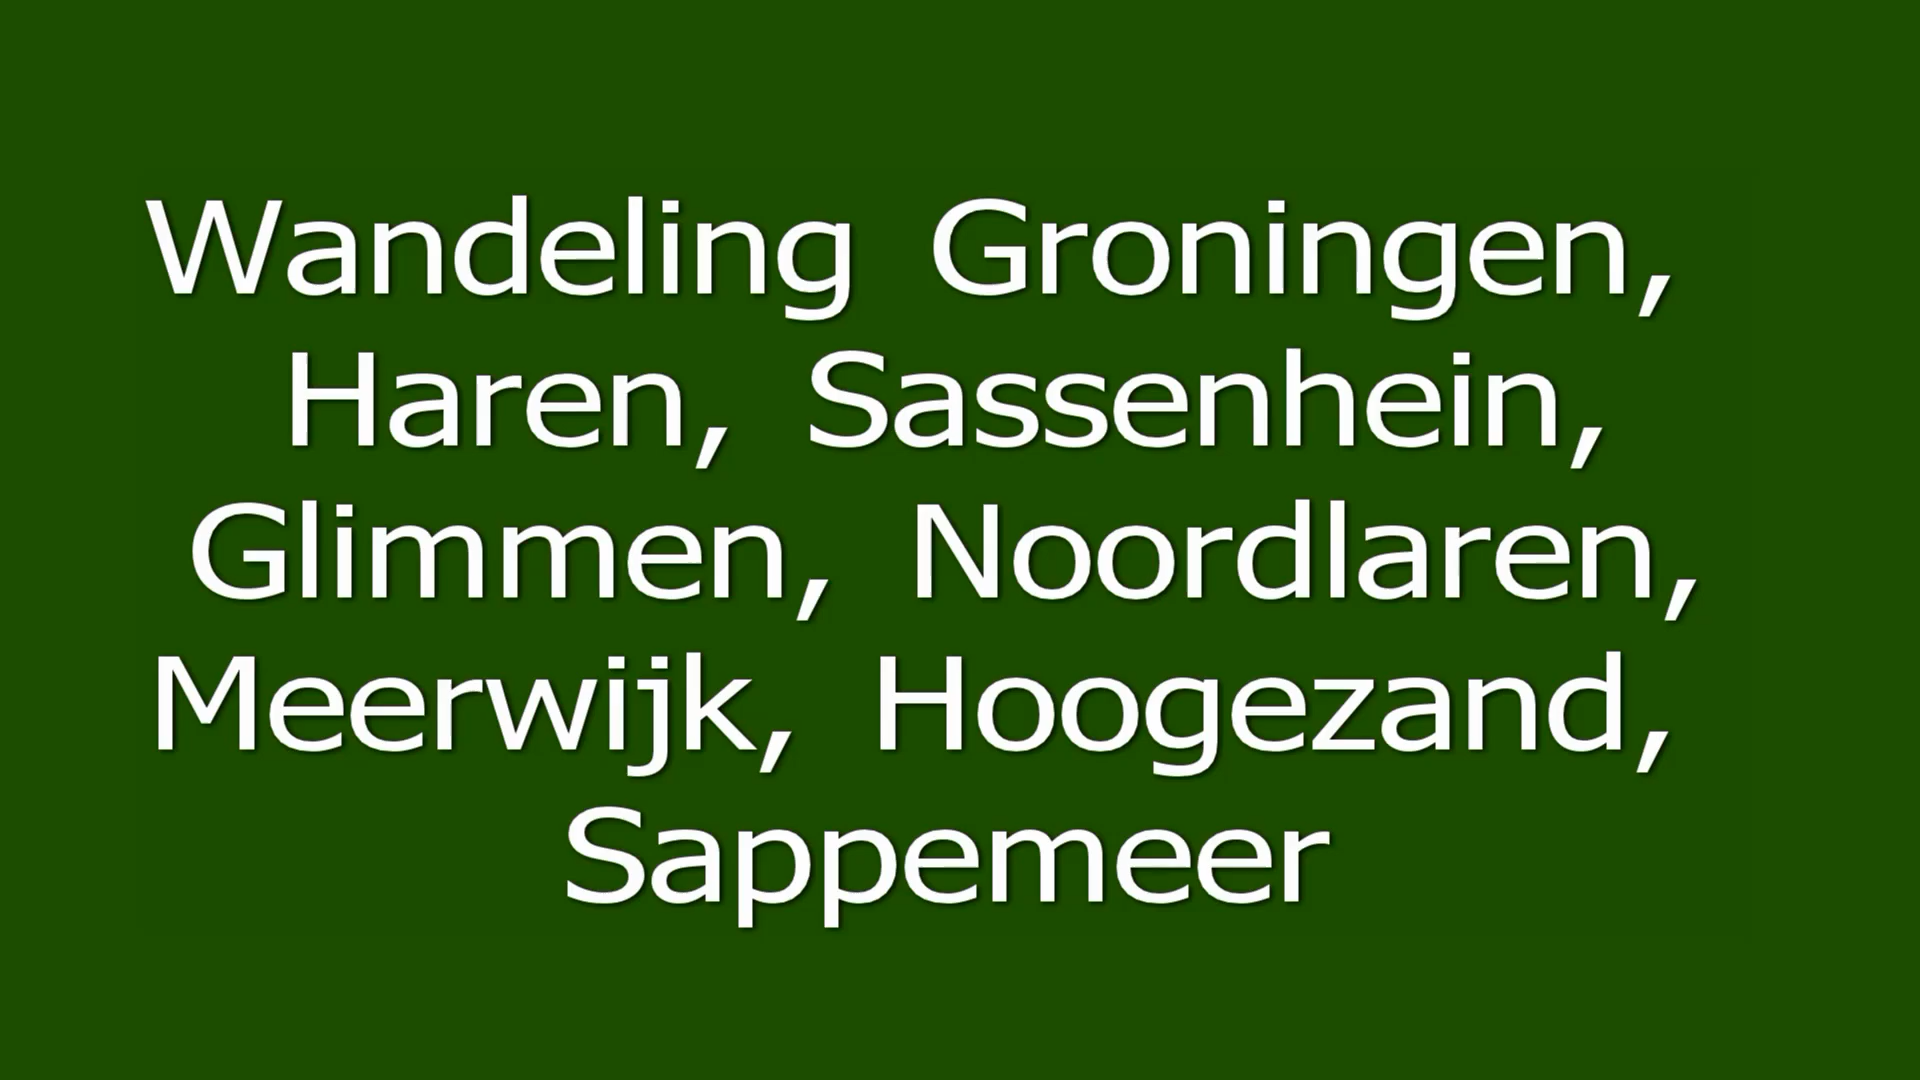 Wandeling Groningen,
Haren, Sassenhein,
Glimmen, Noordlaren,
Meerwijk, Hoogezand,
Sappemeer